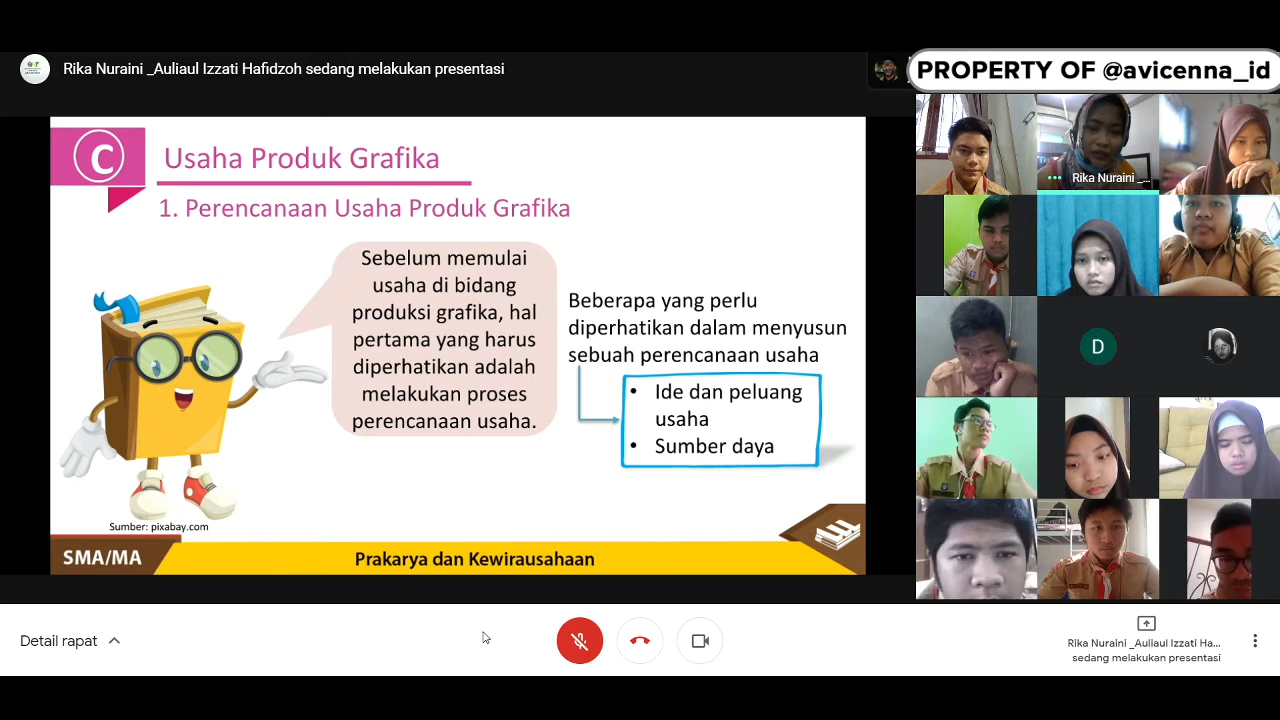 Rika Nuraini _Auliaul Izzati Hafidzoh sedang melakukan presentasi
PROPERTY OF @avicenna_id
C
Usaha Produk Grafika
1. Perencanaan Usaha Produk Grafika
Sebelum memulai
usaha di bidang
produksi grafika, hal
pertama yang harus
diperhatikan adalah
melakukan proses
perencanaan usaha.
Beberapa yang perlu
diperhatikan dalam menyusun
sebuah perencanaan usaha
• Ide dan peluang
usaha
• Sumber daya
Sumber: pixabay.com
SMA/MA
Prakarya dan Kewirausahaan
Rika Nuraini _...
D
Detail rapat
Rika Nuraini _Auliaul Izzati Ha...
sedang melakukan presentasi